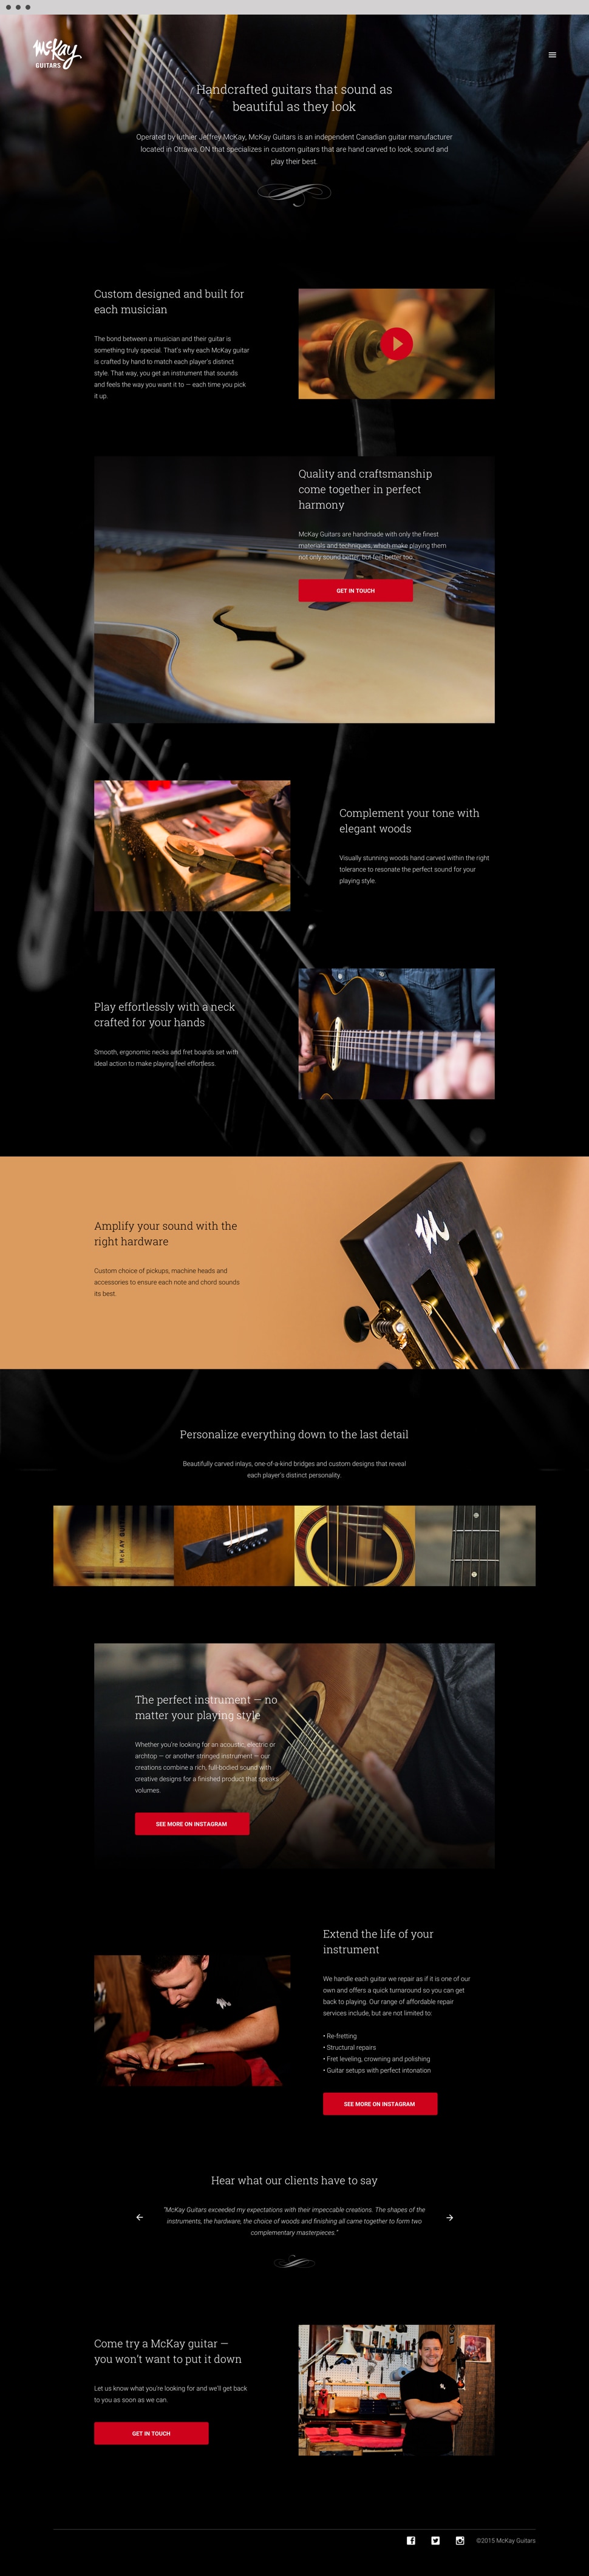 McKay
GUITARS
Handcrafted guitars that sound as
beautiful as they look
Operated by luthier Jeffrey McKay, McKay Guitars is an independent Canadian guitar manufacturer
located in Ottawa, ON that specializes in custom guitars that are hand carved to look, sound and
play their best.
Custom designed and built for
each musician
The bond between a musician and their guitar is
something truly special. That's why each McKay guitar
is crafted by hand to match each player's distinct
style. That way, you get an instrument that sounds
and feels the way you want it to — each time you pick
it up.
Quality and craftsmanship
come together in perfect
harmony
McKay Guitars are handmade with only the finest
materials and techniques, which make playing them
not only sound better, but feel better too.
GET IN TOUCH
Complement your tone with
elegant woods
Visually stunning woods hand carved within the right
tolerance to resonate the perfect sound for your
playing style.
Play effortlessly with a neck
crafted for your hands
Smooth, ergonomic necks and fret boards set with
ideal action to make playing feel effortless.
Amplify your sound with the
right hardware
Custom choice of pickups, machine heads and
accessories to ensure each note and chord sounds
its best.
Personalize everything down to the last detail
Beautifully carved inlays, one-of-a-kind bridges and custom designs that reveal
each player's distinct personality.
McKAY GUI
The perfect instrument — no
matter your playing style
Whether you're looking for an acoustic, electric or
archtop — or another stringed instrument — our
creations combine a rich, full-bodied sound with
creative designs for a finished product that speaks
volumes.
SEE MORE ON INSTAGRAM
Extend the life of your
instrument
We handle each guitar we repair as if it is one of our
own and offers a quick turnaround so you can get
back to playing. Our range of affordable repair
services include, but are not limited to:
• Re-fretting
• Structural repairs
• Fret leveling, crowning and polishing
• Guitar setups with perfect intonation
SEE MORE ON INSTAGRAM
Hear what our clients have to say
"McKay Guitars exceeded my expectations with their impeccable creations. The shapes of the
instruments, the hardware, the choice of woods and finishing all came together to form two
complementary masterpieces."
Come try a McKay guitar —
you won't want to put it down
Let us know what you're looking for and we'll get back
to you as soon as we can.
GET IN TOUCH
©2015 McKay Guitars